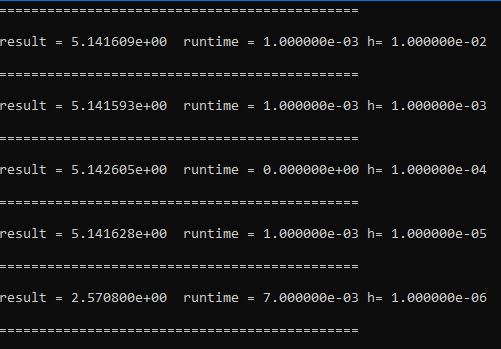 =============================================
result = 5.141609e+00  runtime = 1.000000e-03 h= 1.000000e-02
=============================================
result = 5.141593e+00  runtime = 1.000000e-03 h= 1.000000e-03
=============================================
result = 5.142605e+00  runtime = 0.000000e+00 h= 1.000000e-04
=============================================
result = 5.141628e+00  runtime = 1.000000e-03 h= 1.000000e-05
=============================================
result = 2.570800e+00  runtime = 7.000000e-03 h= 1.000000e-06
=============================================